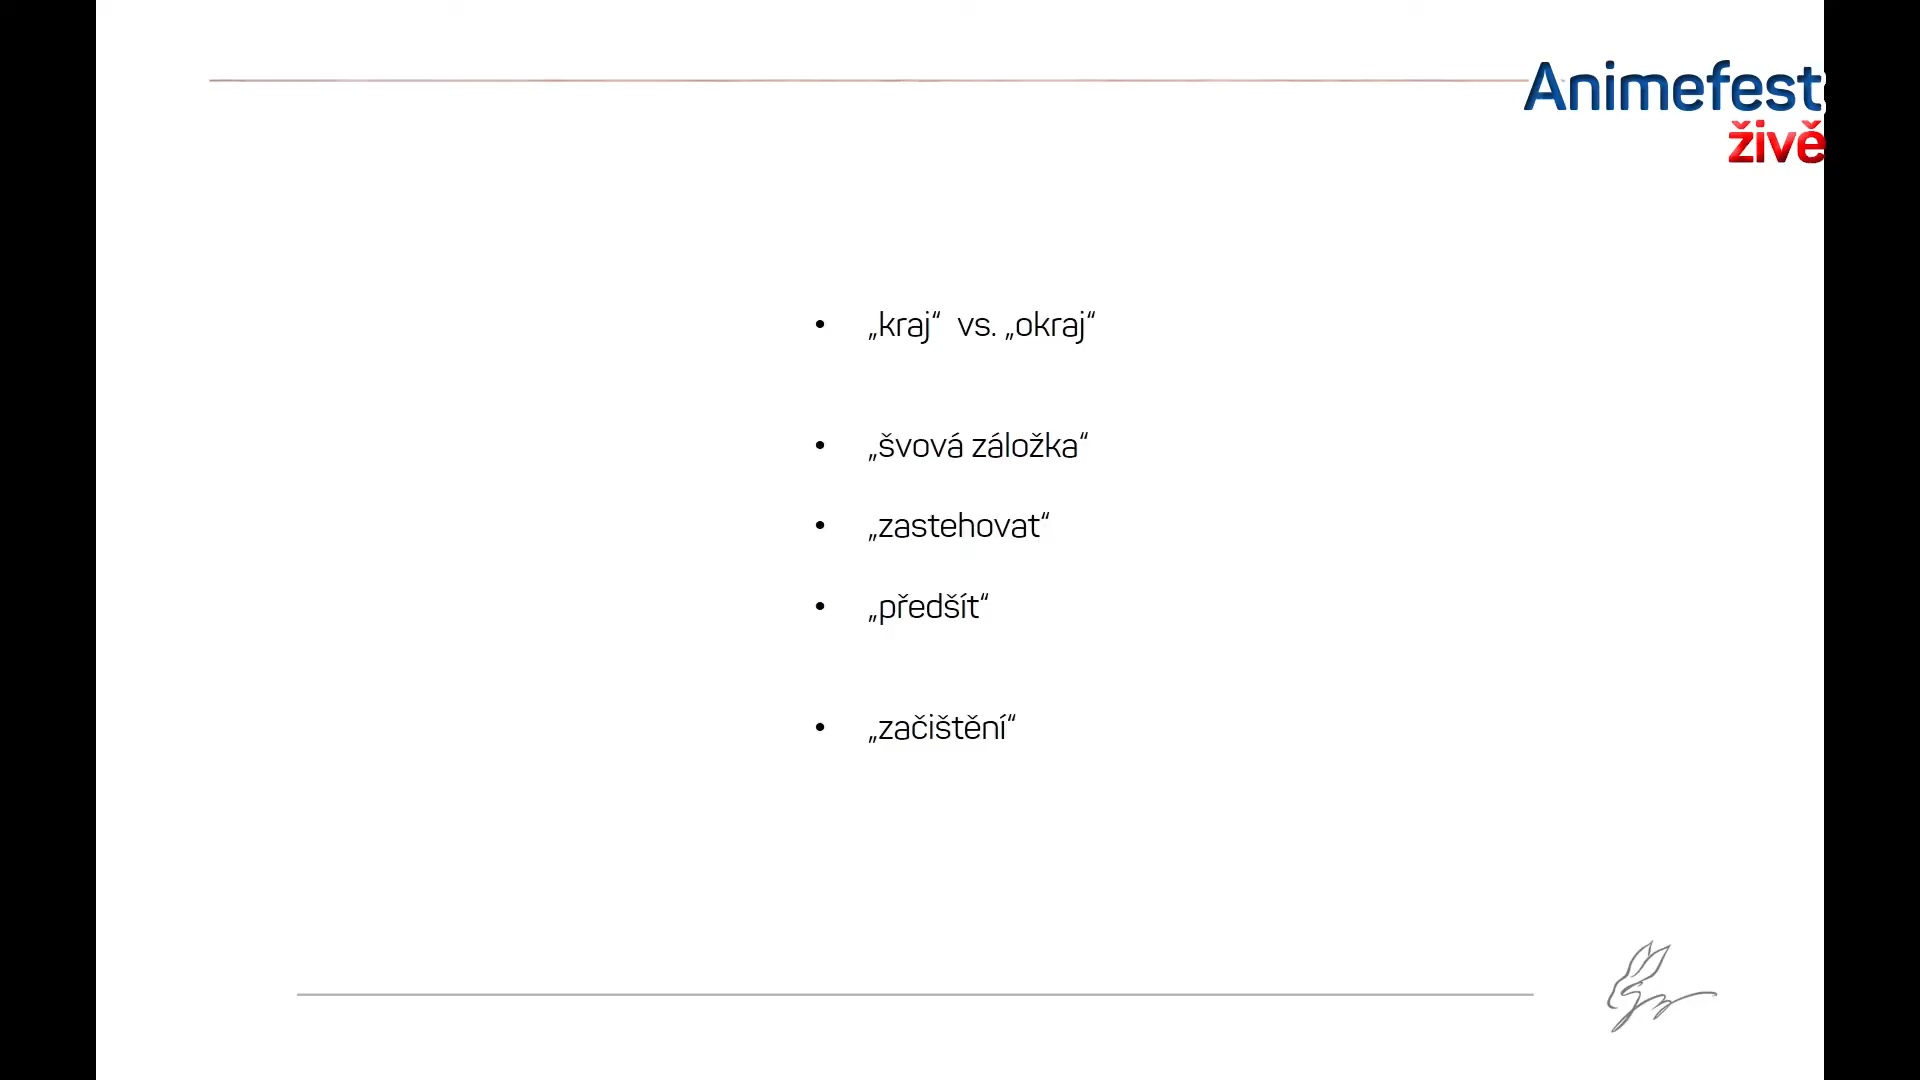 Animefest
živě
• „kraj“ vs. „okraj“
• „švová záložka“
• „zastehovat“
• „předšít“
• „začištění“